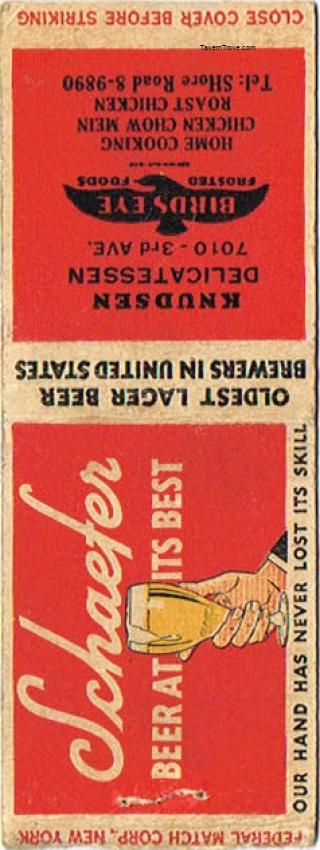 CLOSE COVER BEFORE STRIKING
TavernTrove.com
KNUDSEN
DELICATESSEN
7010 - 3rd AVE.
BIRDS EYE
FROSTED FOODS
HOME COOKING
CHICKEN CHOW MEIN
ROAST CHICKEN
Tel: SHore Road 8-9890
OLDEST LAGER BEER
BREWERS IN UNITED STATES
Schaefer
BEER AT ITS BEST
OUR HAND HAS NEVER LOST ITS SKILL
FEDERAL MATCH CORP., NEW YORK